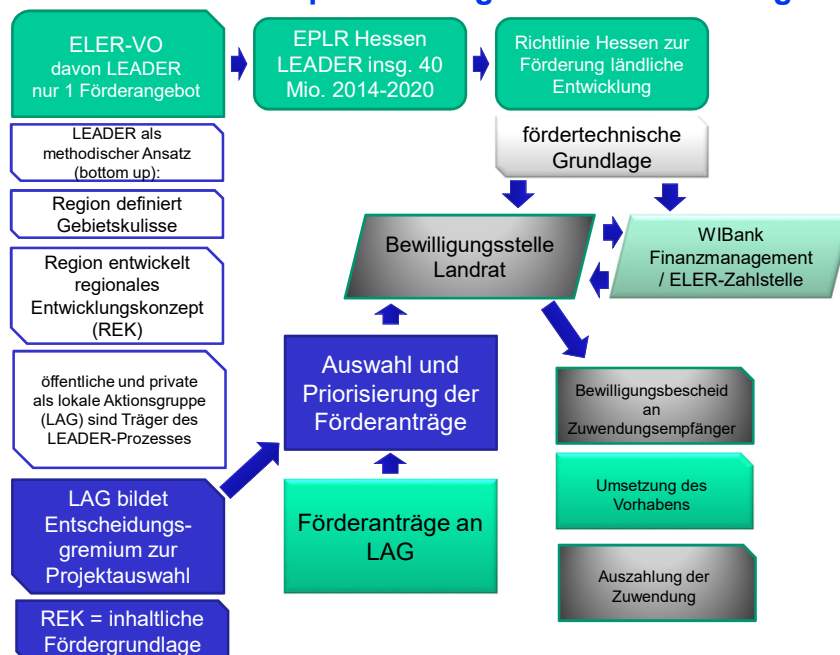 ELER-VO
davon LEADER
nur 1 Förderangebot
EPLR Hessen
LEADER insg. 40
Mio. 2014-2020
Richtlinie Hessen zur
Förderung ländliche
Entwicklung
LEADER als
methodischer Ansatz
(bottom up):
fördertechnische
Grundlage
Region definiert
Gebietskulisse
Bewilligungsstelle
Landrat
WIBank
Finanzmanagement
/ ELER-Zahlstelle
Region entwickelt
regionales
Entwicklungskonzept
(REK)
Auswahl und
Priorisierung der
Förderanträge
öffentliche und private
als lokale Aktionsgruppe
(LAG) sind Träger des
LEADER-Prozesses
Bewilligungsbescheid
an
Zuwendungsempfänger
LAG bildet
Entscheidungs-
gremium zur
Projektauswahl
Förderanträge an
LAG
Umsetzung des
Vorhabens
Auszahlung der
Zuwendung
REK = inhaltliche
Fördergrundlage